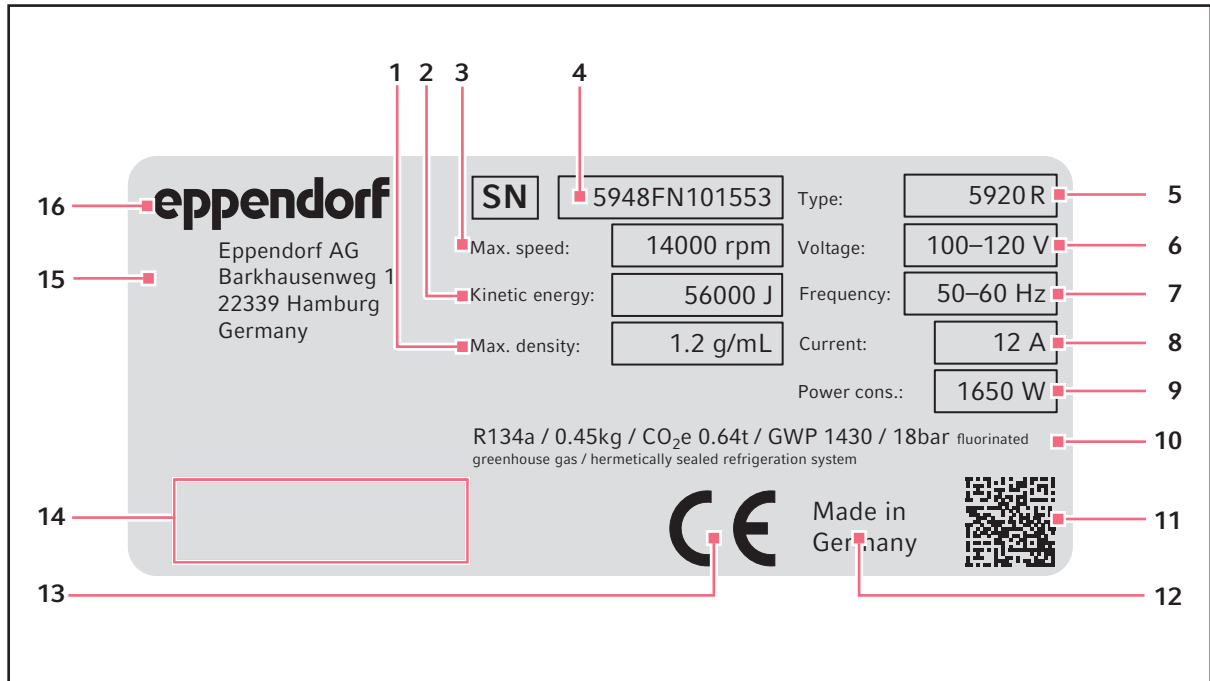 1 2 3 4
16 eppendorf SN 5948FN101553 Type: 5920 R 5
15 Eppendorf AG
Barkhausenweg 1
22339 Hamburg
Germany
Max. speed: 14000 rpm Voltage: 100–120 V 6
Kinetic energy: 56000 J Frequency: 50–60 Hz 7
Max. density: 1.2 g/mL Current: 12 A 8
Power cons.: 1650 W 9
R134a / 0.45kg / CO₂e 0.64t / GWP 1430 / 18bar fluorinated 10
greenhouse gas / hermetically sealed refrigeration system
14 CE Made in 11
Germany
13 12